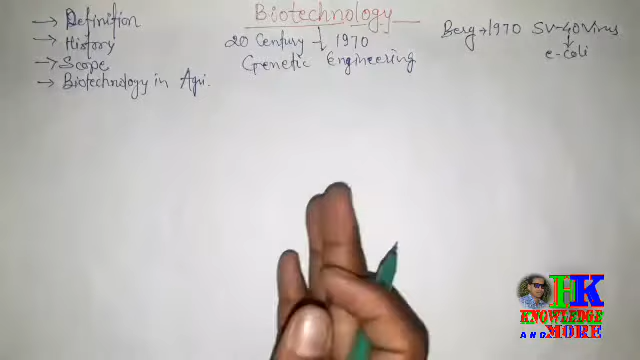 Biotechnology
→ Definition
→ History
→ Scope
→ Biotechnology in Agri.
20 Century → 1970
Genetic Engineering
Berg → 1970 SV-40 Virus
e-coli
HK
KNOWLEDGE
AND MORE